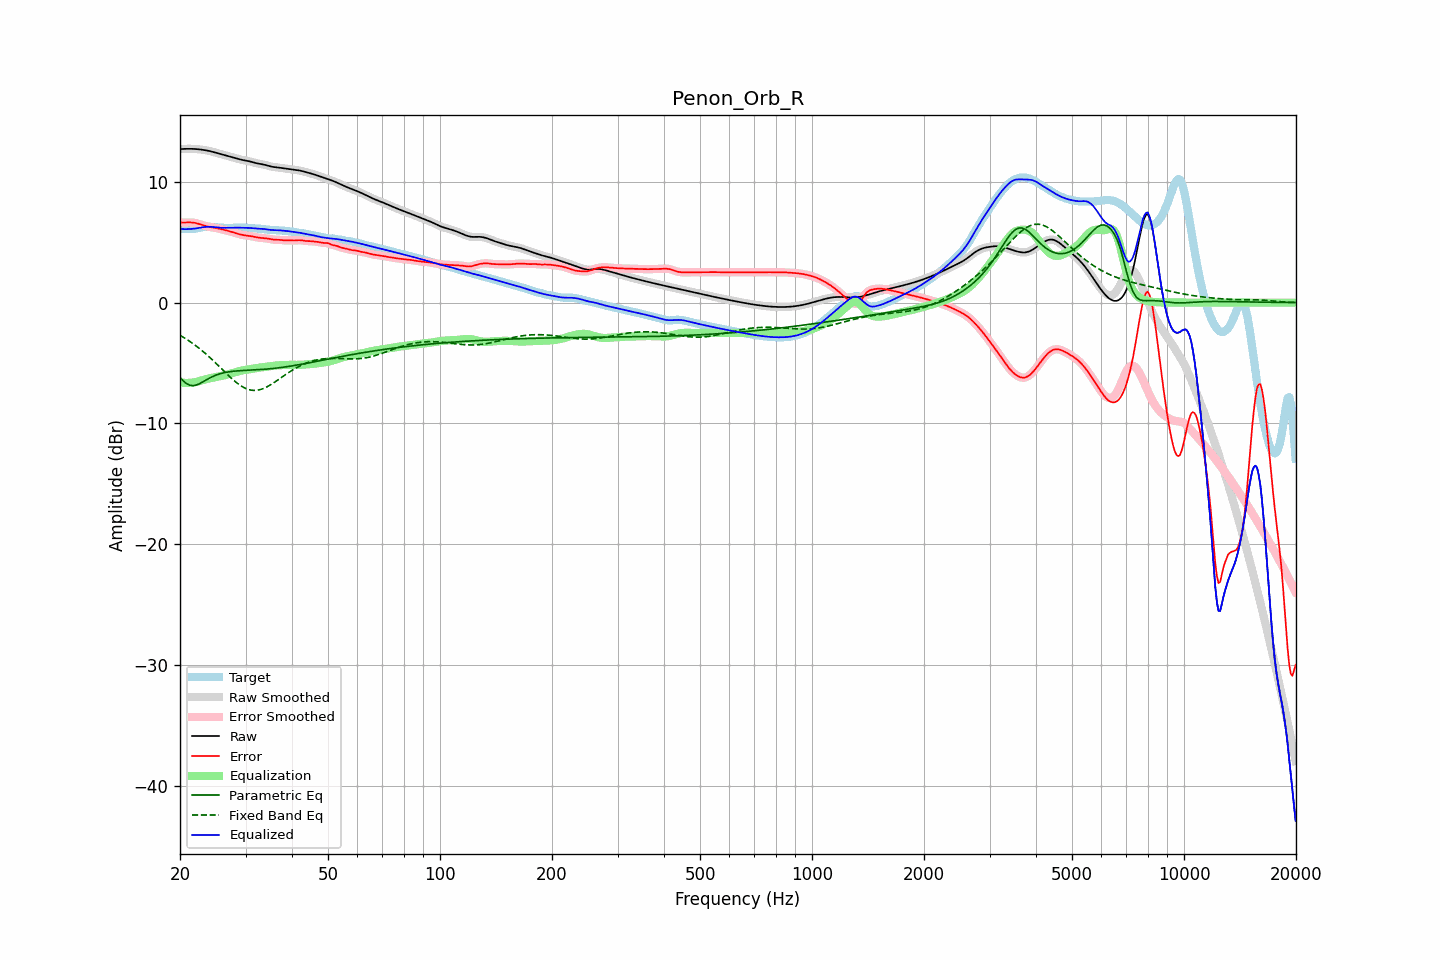 Penon_Orb_R
Amplitude (dBr)
10
0
−10
−20
−30
−40
Target
Raw Smoothed
Error Smoothed
Raw
Error
Equalization
Parametric Eq
Fixed Band Eq
Equalized
20 50 100 200 500 1000 2000 5000 10000 20000
Frequency (Hz)